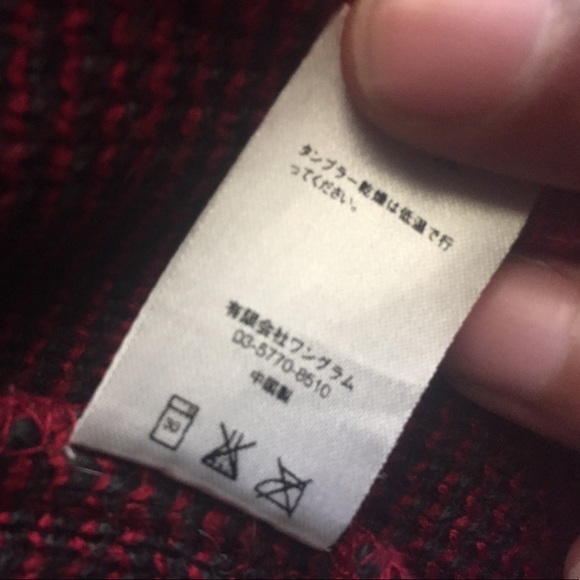 タンブラー乾燥は低温で行
ってください。
有限会社ワングラム
03-5770-8510
中国製
30